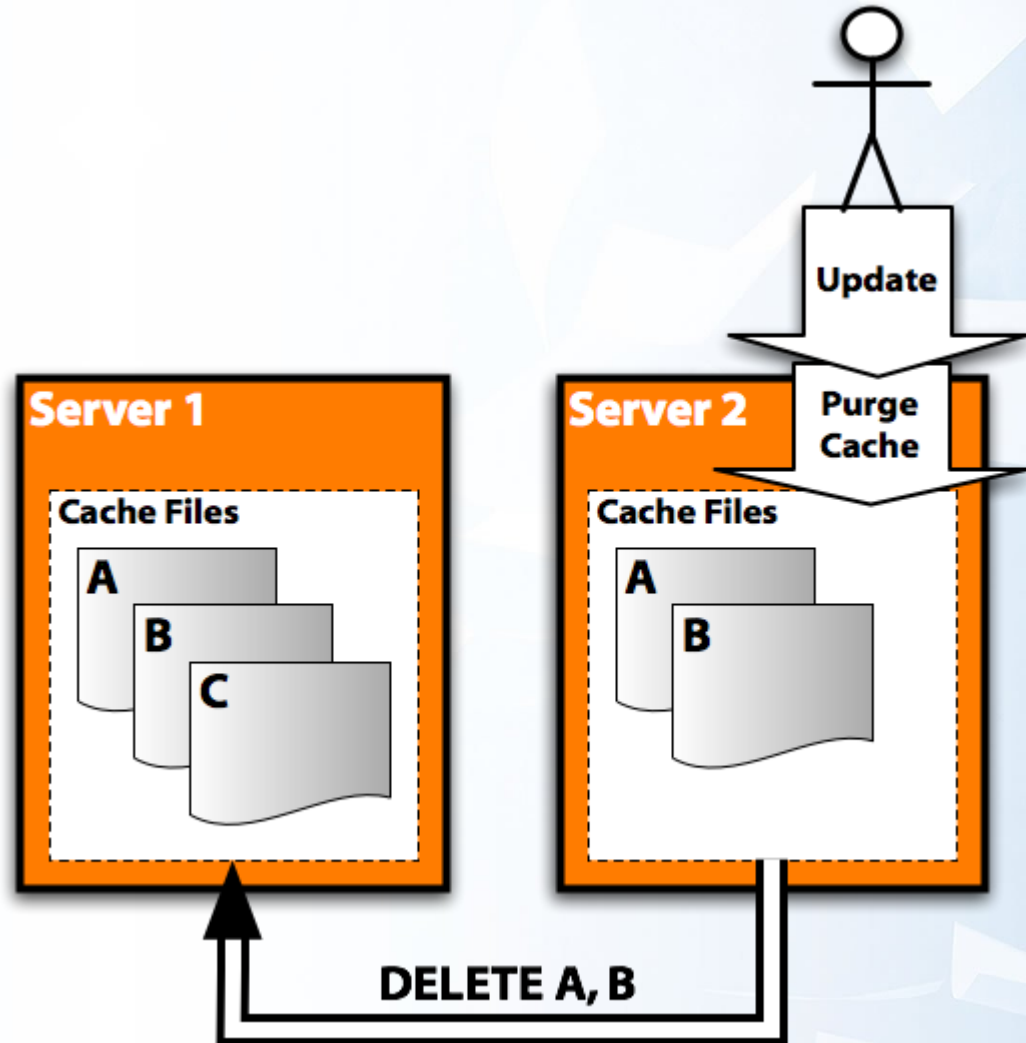 Update
Purge
Cache
Server 1
Cache Files
A
B
C
Server 2
Cache Files
A
B
DELETE A, B